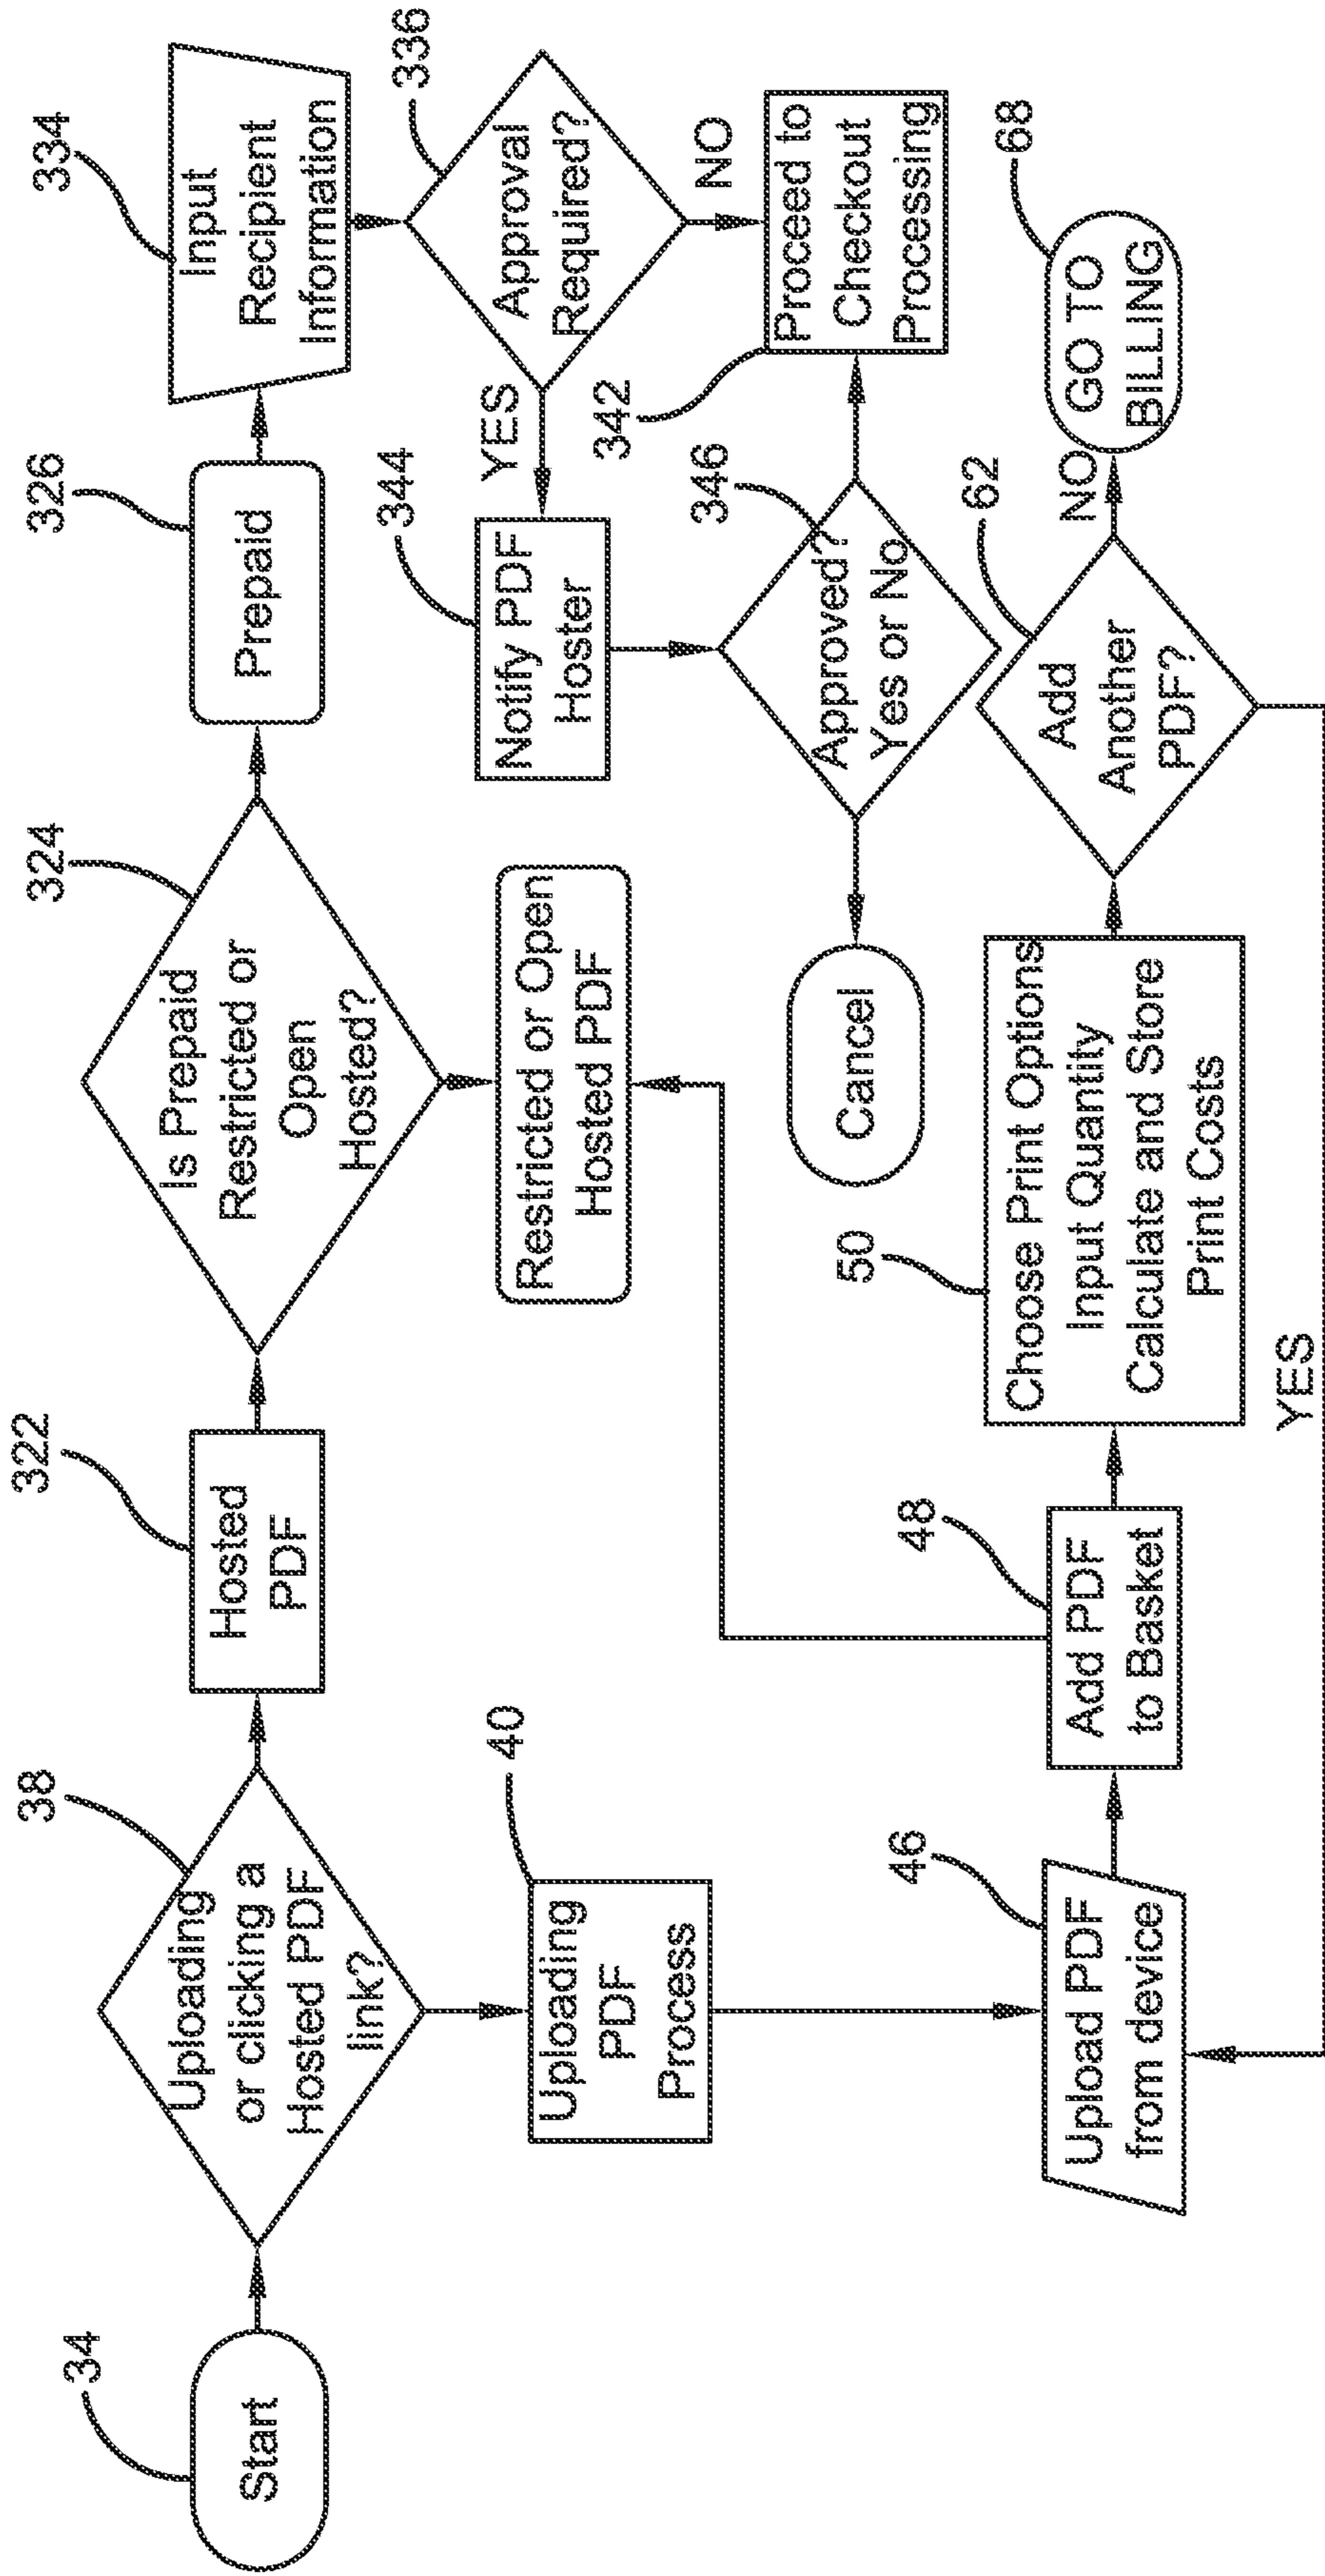 34
Start
38
Uploading
or clicking a
Hosted PDF
link?
322
Hosted
PDF
324
Is Prepaid
Restricted or
Open
Hosted?
326
Prepaid
334
Input
Recipient
Information
336
Approval
Required?
YES
NO
344
Notify PDF
Hoster
Restricted or Open
Hosted PDF
40
Uploading
PDF
Process
342
Proceed to
Checkout
Processing
346
Approved?
Yes or No
Cancel
46
Upload PDF
from device
48
Add PDF
to Basket
50
Choose Print Options
Input Quantity
Calculate and Store
Print Costs
62
Add
Another
PDF?
NO
68
GO TO
BILLING
YES